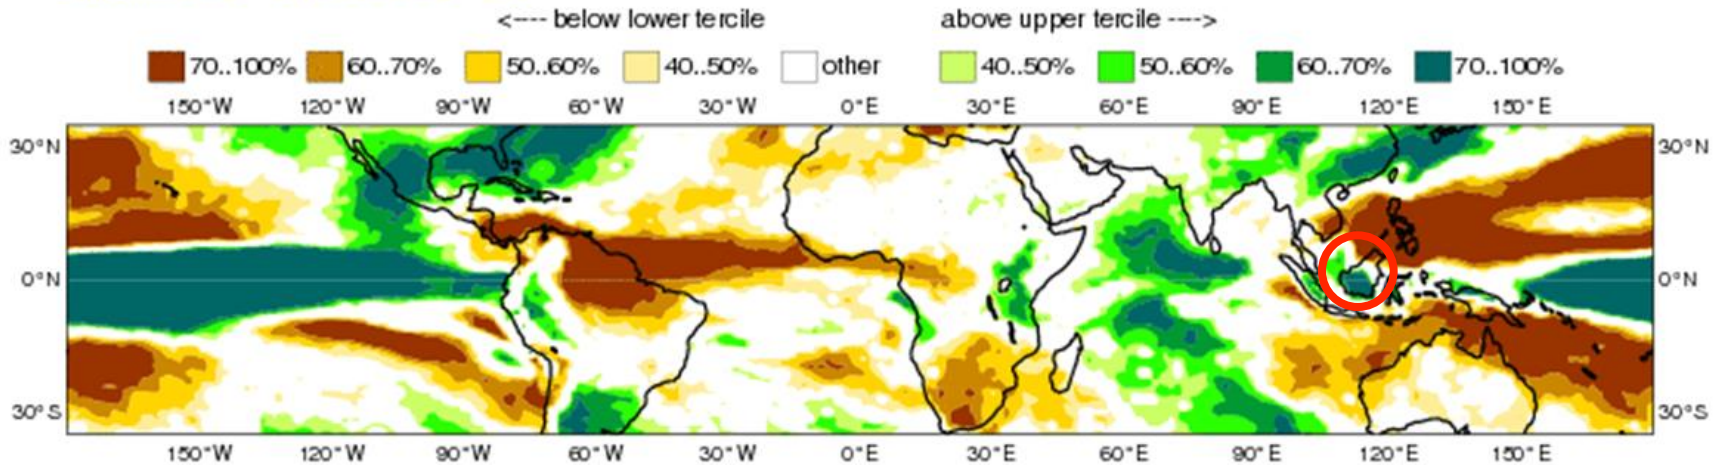 <---- below lower tercile above upper tercile ---->
70..100% 60..70% 50..60% 40..50% other 40..50% 50..60% 60..70% 70..100%
150°W 120°W 90°W 60°W 30°W 0°E 30°E 60°E 90°E 120°E 150°E
30°N 30°N
0°N 0°N
30°S 30°S
150°W 120°W 90°W 60°W 30°W 0°E 30°E 60°E 90°E 120°E 150°E